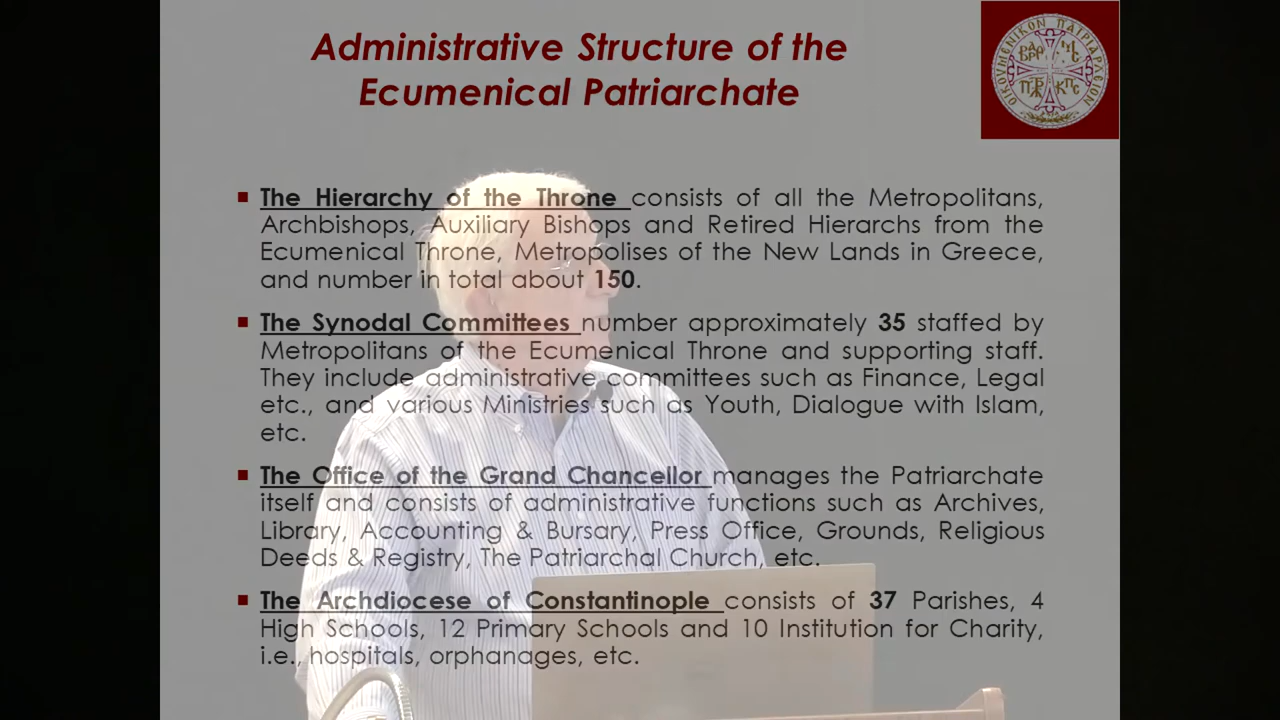 Administrative Structure of the
Ecumenical Patriarchate
ΟΙΚΟΥΜΕΝΙΚΟΝ ΠΑΤΡΙΑΡΧΕΙΟΝ
The Hierarchy of the Throne consists of all the Metropolitans,
Archbishops, Auxiliary Bishops and Retired Hierarchs from the
Ecumenical Throne, Metropolises of the New Lands in Greece,
and number in total about 150.
The Synodal Committees number approximately 35 staffed by
Metropolitans of the Ecumenical Throne and supporting staff.
They include administrative committees such as Finance, Legal
etc., and various Ministries such as Youth, Dialogue with Islam,
etc.
The Office of the Grand Chancellor manages the Patriarchate
itself and consists of administrative functions such as Archives,
Library, Accounting & Bursary, Press Office, Grounds, Religious
Deeds & Registry, The Patriarchal Church, etc.
The Archdiocese of Constantinople consists of 37 Parishes, 4
High Schools, 12 Primary Schools and 10 Institution for Charity,
i.e., hospitals, orphanages, etc.